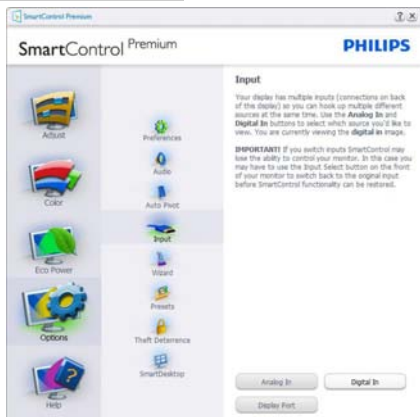 SmartControl Premium
SmartControl Premium
PHILIPS
Adjust
Color
Eco Power
Options
Help
Preferences
Audio
Auto Pivot
Input
Wizard
Presets
Theft Deterrence
SmartDesktop
Input
Your display has multiple inputs (connections on back
of the display) so you can hook up multiple different
sources at the same time. Use the Analog In and
Digital In buttons to select which source you'd like to
view. You are currently viewing the digital in image.
IMPORTANT! If you switch inputs SmartControl may
lose the ability to control your monitor. In the case you
may have to use the Input Select button on the front
of your monitor to switch back to the original input
before SmartControl functionality can be restored.
Analog In
Digital In
Display Port